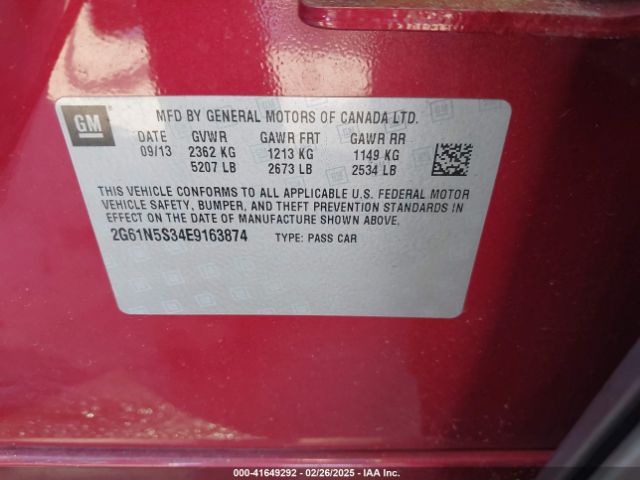 GM
MFD BY GENERAL MOTORS OF CANADA LTD.
DATE GVWR GAWR FRT GAWR RR
09/13 2362 KG 1213 KG 1149 KG
5207 LB 2673 LB 2534 LB
THIS VEHICLE CONFORMS TO ALL APPLICABLE U.S. FEDERAL MOTOR
VEHICLE SAFETY, BUMPER, AND THEFT PREVENTION STANDARDS IN
EFFECT ON THE DATE OF MANUFACTURE SHOWN ABOVE.
2G61N5S34E9163874 TYPE: PASS CAR
000-41649292 - 02/26/2025 - IAA Inc.